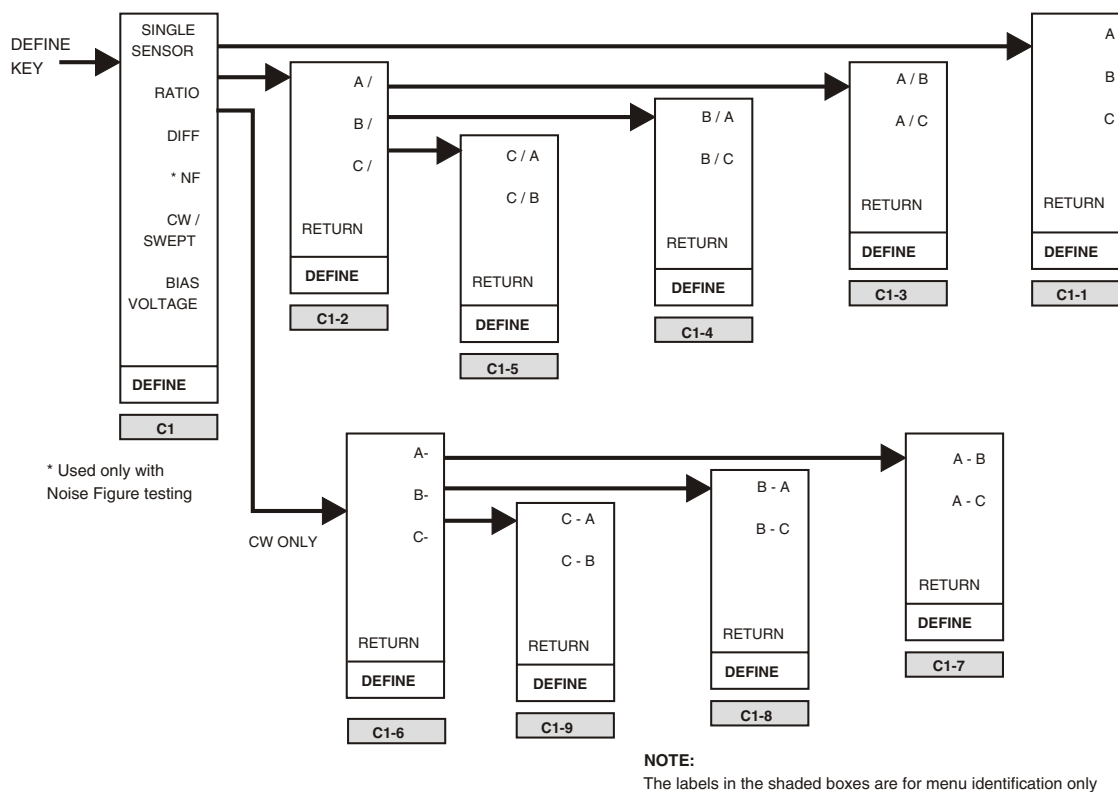 DEFINE
KEY
SINGLE
SENSOR
RATIO
DIFF
* NF
CW /
SWEPT
BIAS
VOLTAGE
DEFINE
C1
* Used only with
Noise Figure testing
A /
B /
C /
RETURN
DEFINE
C1-2
C / A
C / B
RETURN
DEFINE
C1-5
B / A
B / C
RETURN
DEFINE
C1-4
A / B
A / C
RETURN
DEFINE
C1-3
A
B
C
RETURN
DEFINE
C1-1
CW ONLY
A-
B-
C-
RETURN
DEFINE
C1-6
C - A
C - B
RETURN
DEFINE
C1-9
B - A
B - C
RETURN
DEFINE
C1-8
A - B
A - C
RETURN
DEFINE
C1-7
NOTE:
The labels in the shaded boxes are for menu identification only